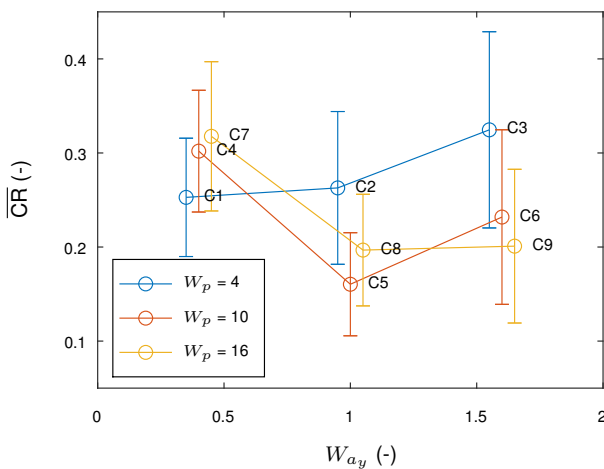 0.4
0.3
0.2
0.1
0
0.5
1
1.5
2
C̅R̅ (-)
W_{a_y} (-)
C1
C2
C3
C4
C5
C6
C7
C8
C9
W_p = 4
W_p = 10
W_p = 16